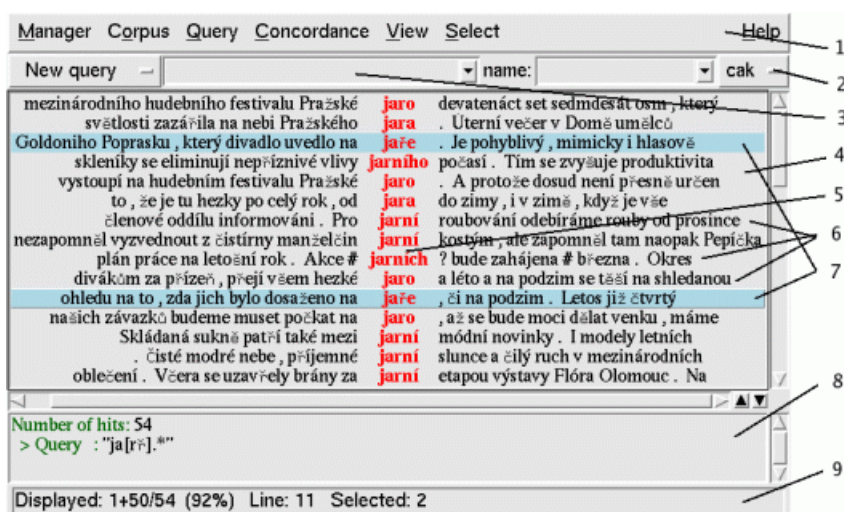 Manager Corpus Query Concordance View Select Help
1
New query name: cak
2
mezinárodního hudebního festivalu Pražské jaro devatenáct set sedmdesát osm , který
3
světlosti zazářila na nebi Pražského jara . Úterní večer v Domě umělců
Goldoniho Poprasku , který divadlo uvedlo na jaře . Je pohyblivý , mimicky i hlasově
4
skleníky se eliminují nepříznivé vlivy jarního počasí . Tím se zvyšuje produktivita
vystoupí na hudebním festivalu Pražské jaro . A protože dosud není přesně určen
to , že je tu hezky po celý rok , od jara do zimy , i v zimě , když je vše
5
členové oddílu informováni . Pro jarní roubování odebíráme rouby od prosince
6
nezapomněl vyzvednout z čistírny manželčin jarní kostým , ale zapomněl tam naopak Pepíčka
plán práce na letošní rok . Akce # jarních ? bude zahájena # března . Okres
7
divákům za přízeň , přejí všem hezké jaro a léto a na podzim se těší na shledanou
ohledu na to , zda jich bylo dosaženo na jaře , či na podzim . Letos již čtvrtý
našich závazků budeme muset počkat na jaro , až se bude moci dělat venku , máme
Skládaná sukně patří také mezi jarní módní novinky . I modely letních
. čisté modré nebe , příjemné jarní slunce a čilý ruch v mezinárodních
oblečení . Včera se uzavřely brány za jarní etapou výstavy Flóra Olomouc . Na
8
Number of hits: 54
> Query : "ja[rř].*"
9
Displayed: 1+50/54 (92%) Line: 11 Selected: 2